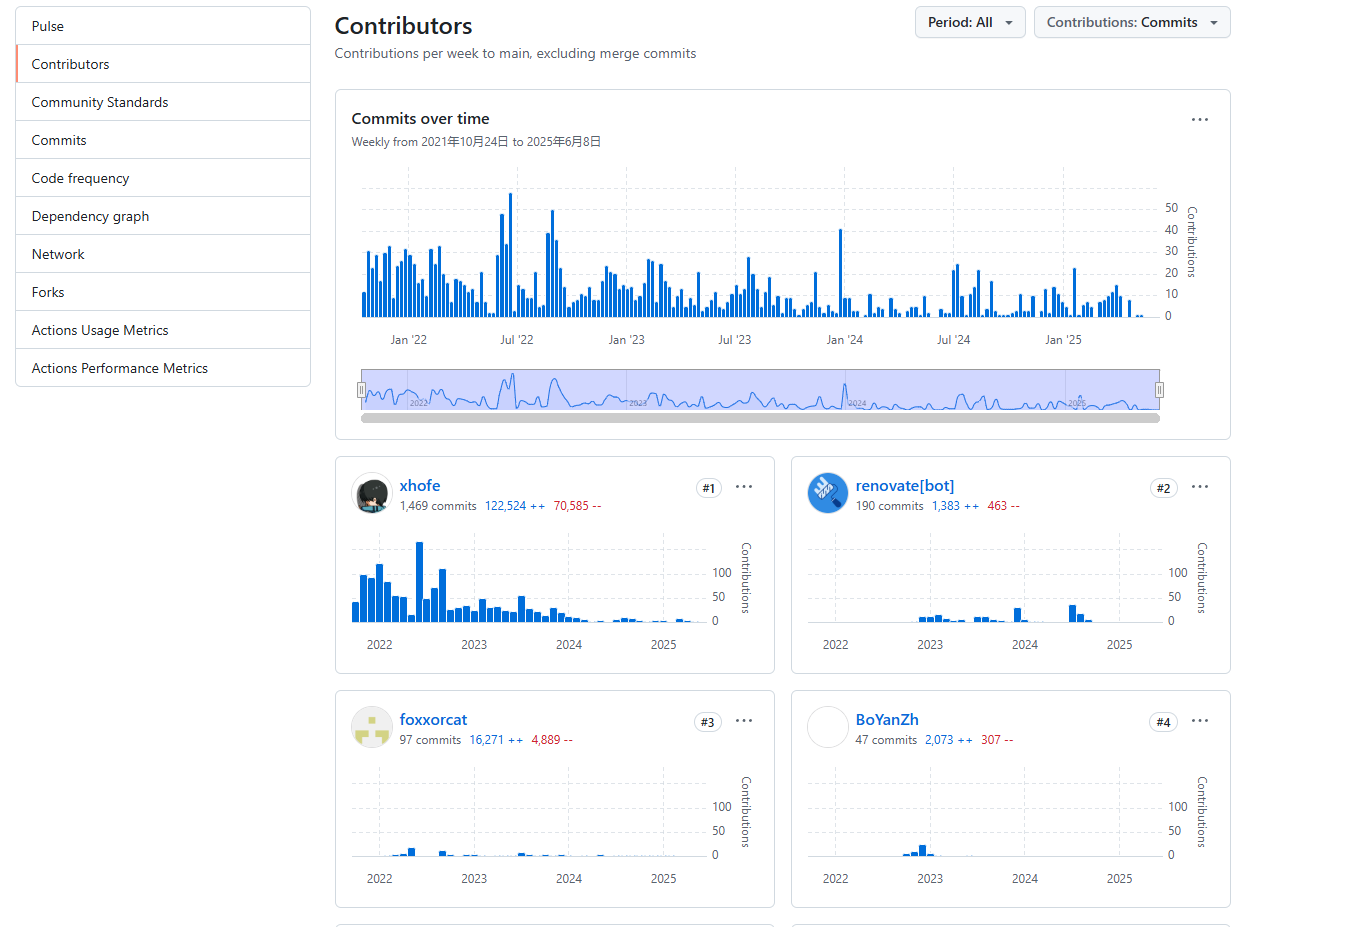 Pulse
Contributors
Community Standards
Commits
Code frequency
Dependency graph
Network
Forks
Actions Usage Metrics
Actions Performance Metrics
Contributors
Period: All
Contributions: Commits
Contributions per week to main, excluding merge commits
Commits over time
Weekly from 2021年10月24日 to 2025年6月8日
50
40
30
20
10
0
Contributions
Jan '22
Jul '22
Jan '23
Jul '23
Jan '24
Jul '24
Jan '25
2022
2023
2024
2025
xhofe
#1
1,469 commits 122,524 ++ 70,585 --
100
50
0
Contributions
2022
2023
2024
2025
renovate[bot]
#2
190 commits 1,383 ++ 463 --
100
50
0
Contributions
2022
2023
2024
2025
foxxorcat
#3
97 commits 16,271 ++ 4,889 --
100
50
0
Contributions
2022
2023
2024
2025
BoYanZh
#4
47 commits 2,073 ++ 307 --
100
50
0
Contributions
2022
2023
2024
2025